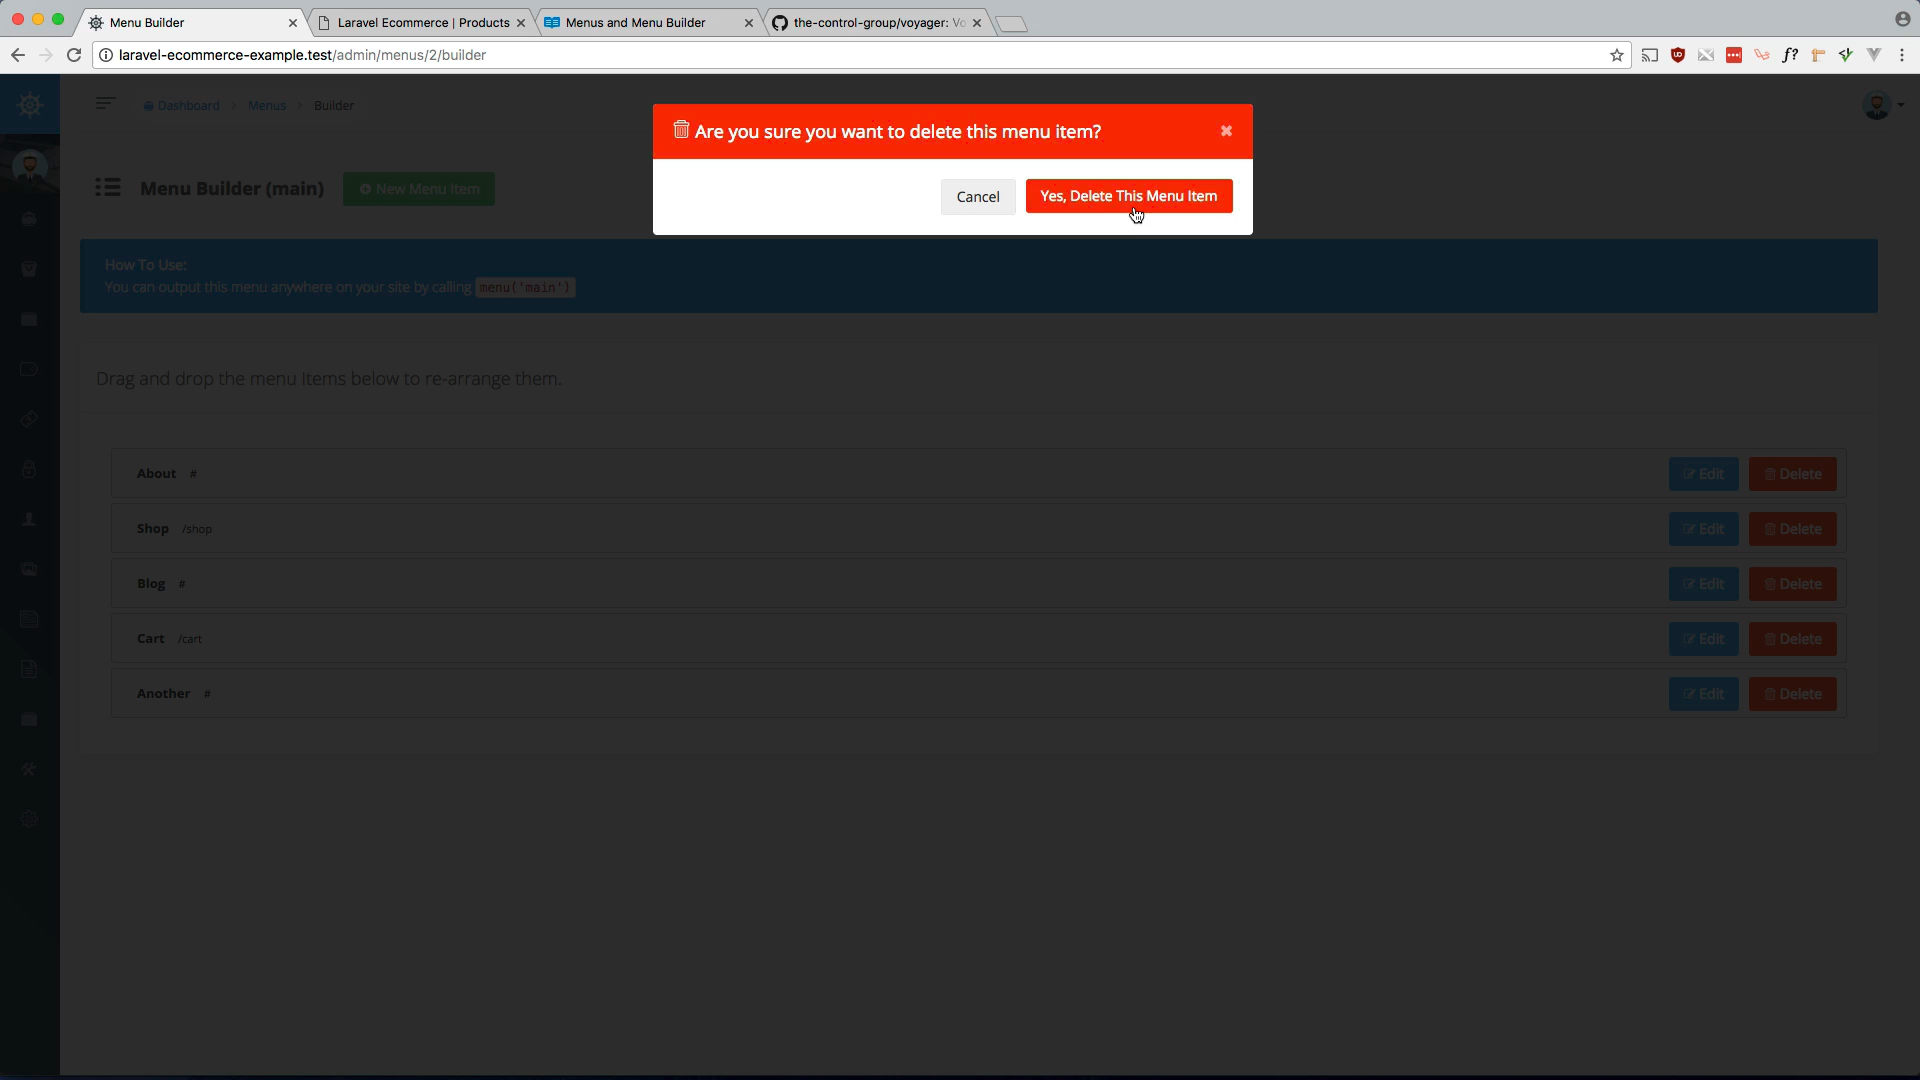 Menu Builder
Laravel Ecommerce | Products
Menus and Menu Builder
the-control-group/voyager: Vo
laravel-ecommerce-example.test/admin/menus/2/builder
Dashboard > Menus > Builder
Are you sure you want to delete this menu item?
Cancel
Yes, Delete This Menu Item
Menu Builder (main)
New Menu Item
How To Use:
You can output this menu anywhere on your site by calling menu('main')
Drag and drop the menu Items below to re-arrange them.
About #
Edit
Delete
Shop /shop
Edit
Delete
Blog #
Edit
Delete
Cart /cart
Edit
Delete
Another #
Edit
Delete